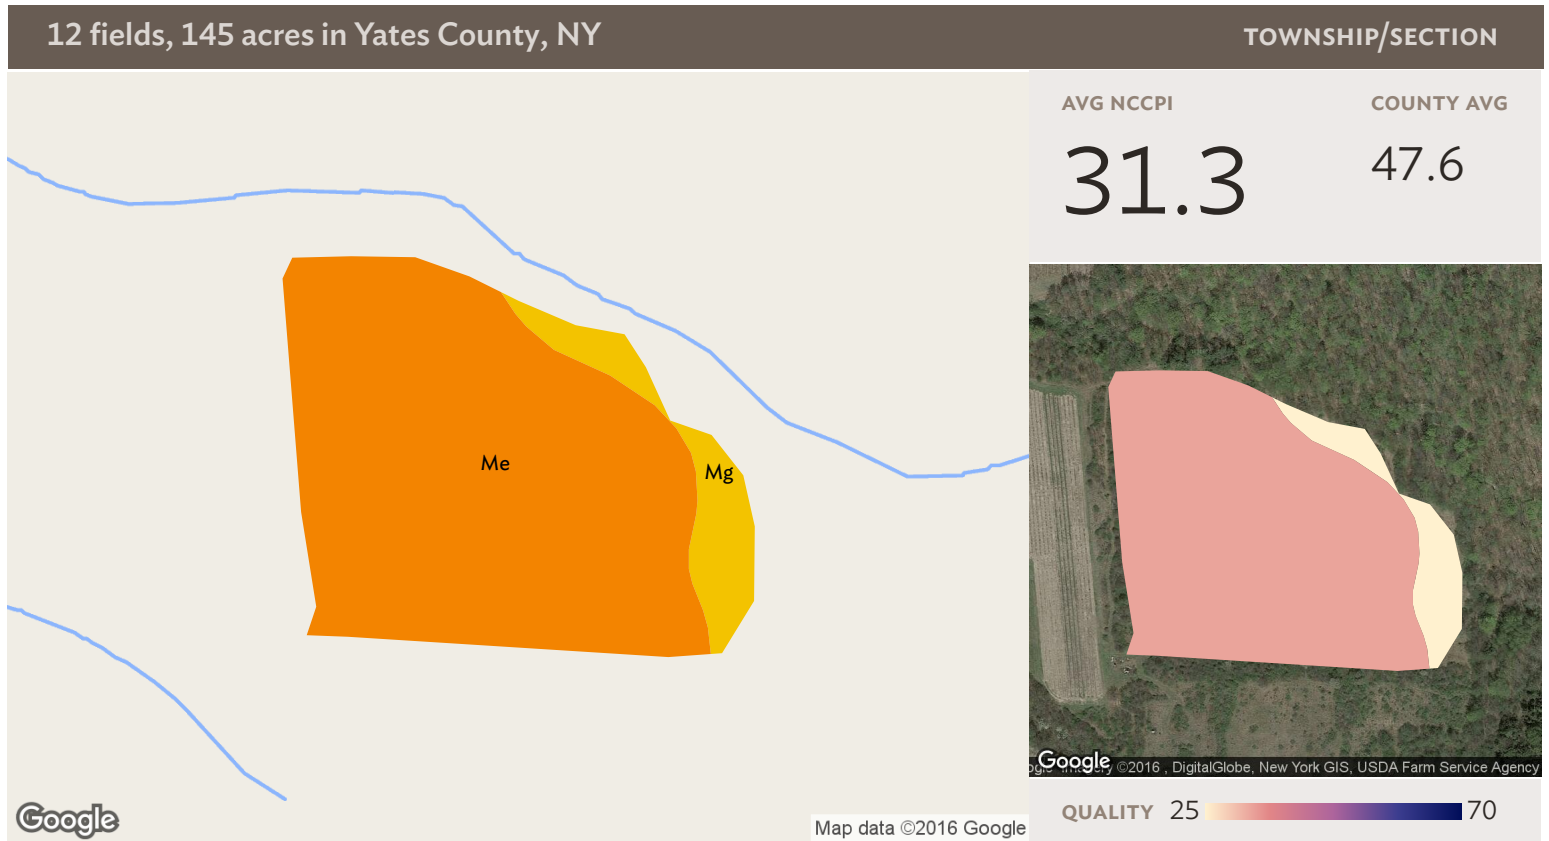 12 fields, 145 acres in Yates County, NY
TOWNSHIP/SECTION
AVG NCCPI
COUNTY AVG
31.3
47.6
Me
Mg
Google
Map data ©2016 Google
Google
©2016 , DigitalGlobe, New York GIS, USDA Farm Service Agency
QUALITY 25 70